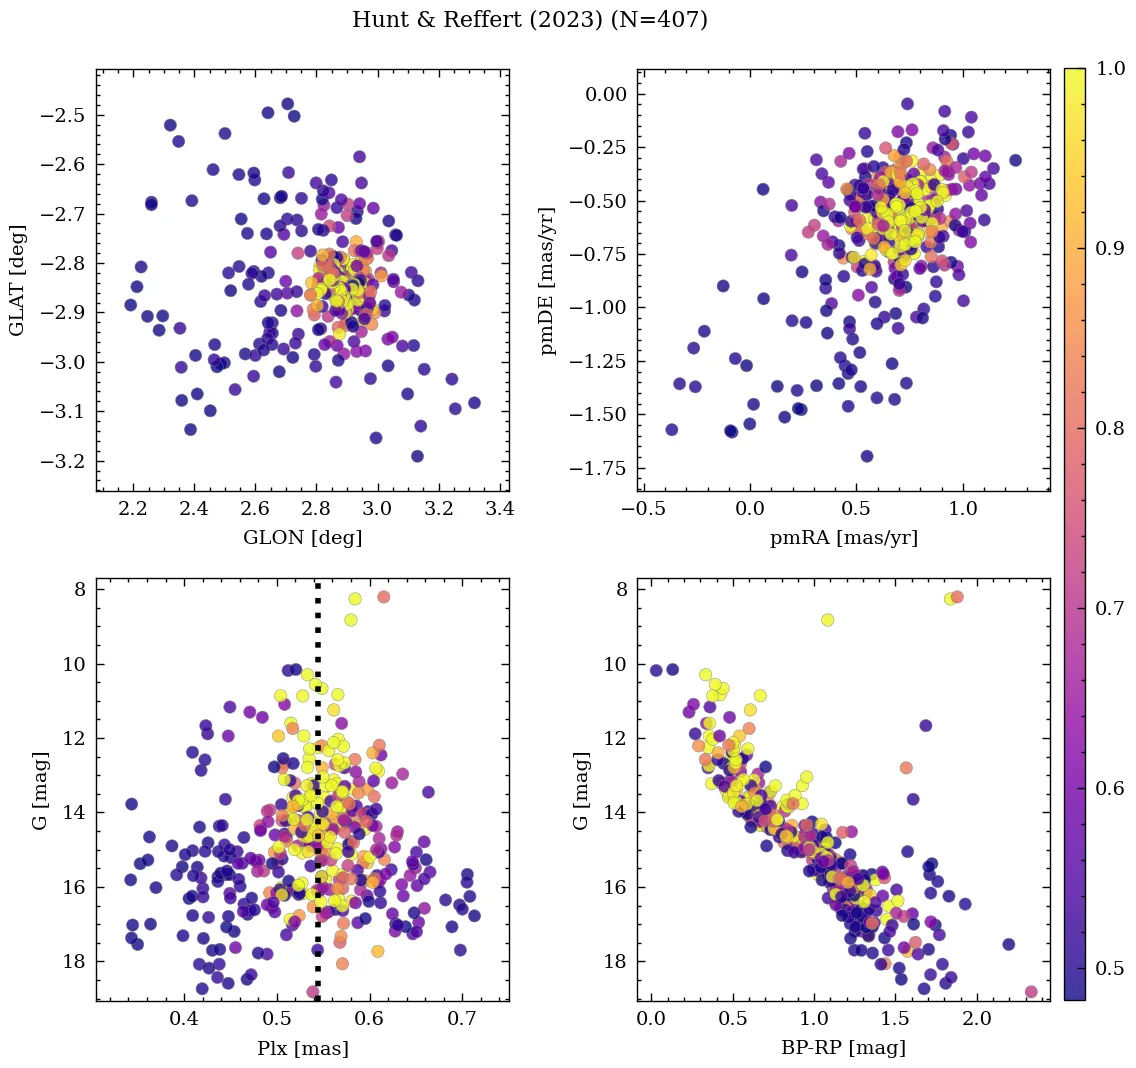 Hunt & Reffert (2023) (N=407)
−2.5
−2.6
−2.7
−2.8
−2.9
−3.0
−3.1
−3.2
GLAT [deg]
2.2 2.4 2.6 2.8 3.0 3.2 3.4
GLON [deg]
0.00
−0.25
−0.50
−0.75
−1.00
−1.25
−1.50
−1.75
pmDE [mas/yr]
−0.5 0.0 0.5 1.0
pmRA [mas/yr]
8
10
12
14
16
18
G [mag]
0.4 0.5 0.6 0.7
Plx [mas]
8
10
12
14
16
18
G [mag]
0.0 0.5 1.0 1.5 2.0
BP-RP [mag]
1.0
0.9
0.8
0.7
0.6
0.5